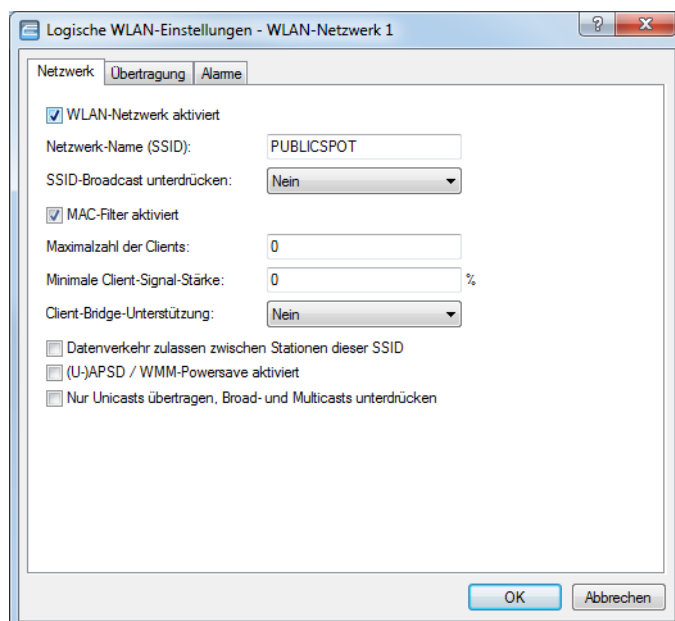 Logische WLAN-Einstellungen - WLAN-Netzwerk 1
Netzwerk Übertragung Alarme
WLAN-Netzwerk aktiviert
Netzwerk-Name (SSID): PUBLICSPOT
SSID-Broadcast unterdrücken: Nein
MAC-Filter aktiviert
Maximalzahl der Clients: 0
Minimale Client-Signal-Stärke: 0 %
Client-Bridge-Unterstützung: Nein
Datenverkehr zulassen zwischen Stationen dieser SSID
(U-)APSD / WMM-Powersave aktiviert
Nur Unicasts übertragen, Broad- und Multicasts unterdrücken
OK Abbrechen